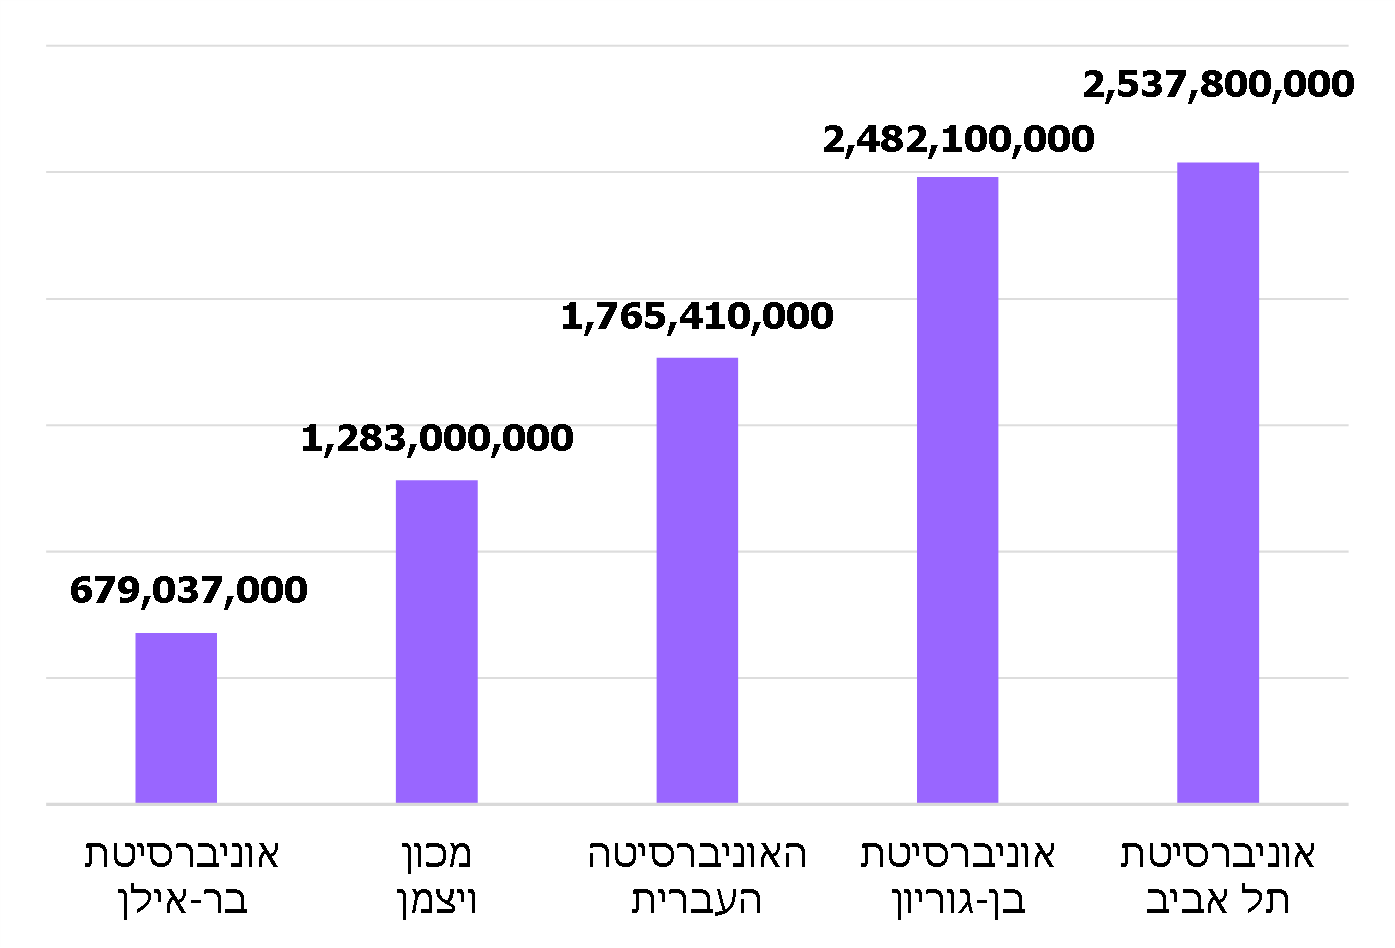 2,537,800,000
2,482,100,000
1,765,410,000
1,283,000,000
679,037,000
אוניברסיטת
תל אביב
אוניברסיטת
בן-גוריון
האוניברסיטה
העברית
מכון
ויצמן
אוניברסיטת
בר-אילן